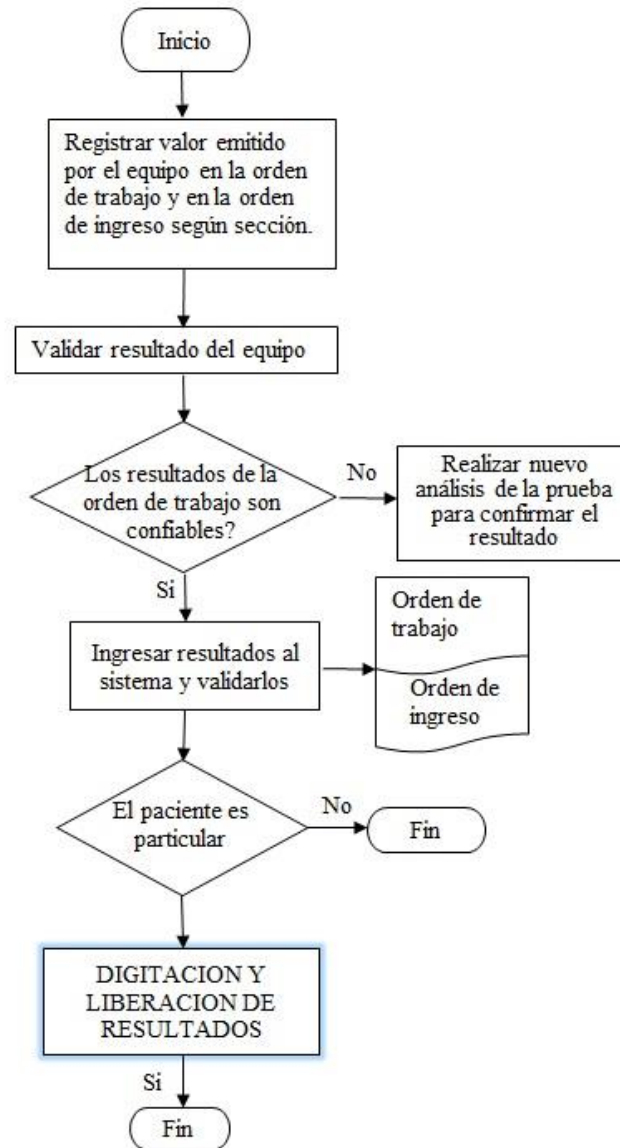 Inicio
Registrar valor emitido
por el equipo en la orden
de trabajo y en la orden
de ingreso según sección.
Validar resultado del equipo
Los resultados de la
orden de trabajo son
confiables?
No
Realizar nuevo
análisis de la prueba
para confirmar el
resultado
Si
Ingresar resultados al
sistema y validarlos
Orden de
trabajo
Orden de
ingreso
El paciente es
particular
No
Fin
DIGITACION Y
LIBERACION DE
RESULTADOS
Si
Fin